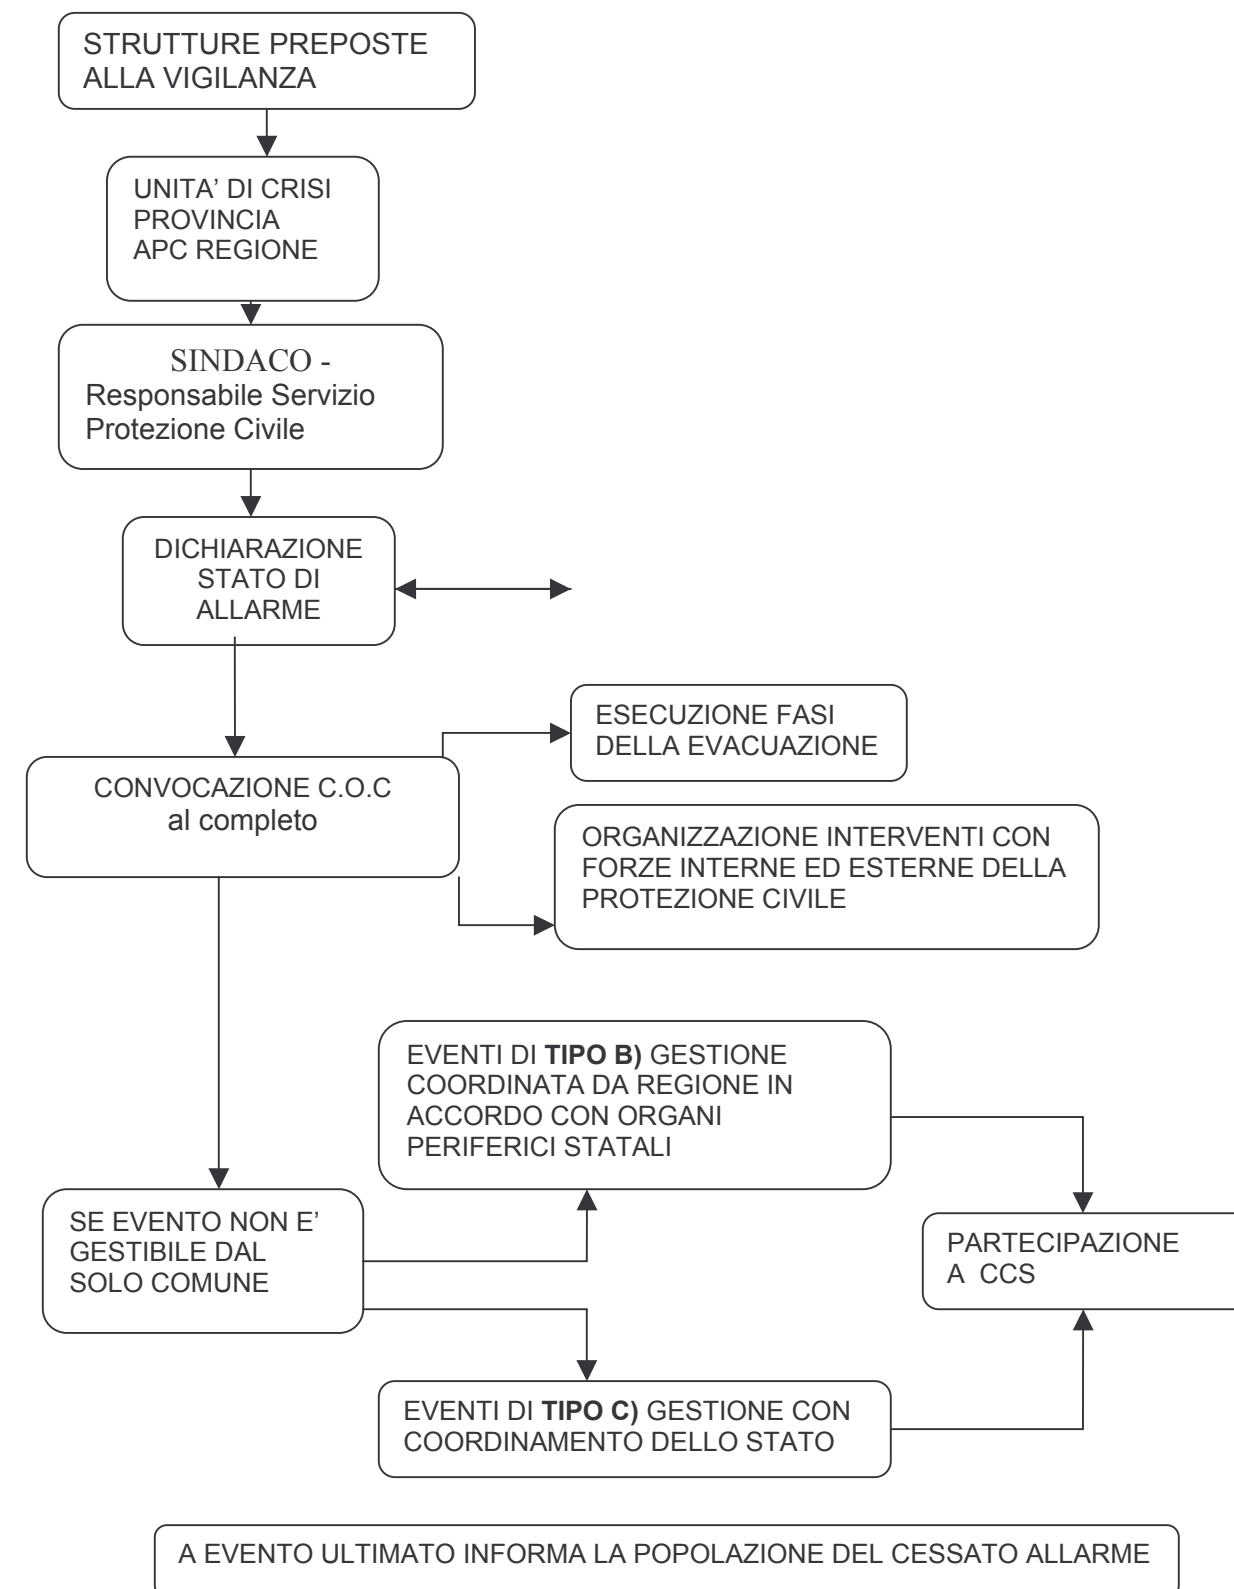 STRUTTURE PREPOSTE
ALLA VIGILANZA
UNITA’ DI CRISI
PROVINCIA
APC REGIONE
SINDACO -
Responsabile Servizio
Protezione Civile
DICHIARAZIONE
STATO DI
ALLARME
ESECUZIONE FASI
DELLA EVACUAZIONE
CONVOCAZIONE C.O.C
al completo
ORGANIZZAZIONE INTERVENTI CON
FORZE INTERNE ED ESTERNE DELLA
PROTEZIONE CIVILE
EVENTI DI TIPO B) GESTIONE
COORDINATA DA REGIONE IN
ACCORDO CON ORGANI
PERIFERICI STATALI
SE EVENTO NON E’
GESTIBILE DAL
SOLO COMUNE
PARTECIPAZIONE
A CCS
EVENTI DI TIPO C) GESTIONE CON
COORDINAMENTO DELLO STATO
A EVENTO ULTIMATO INFORMA LA POPOLAZIONE DEL CESSATO ALLARME